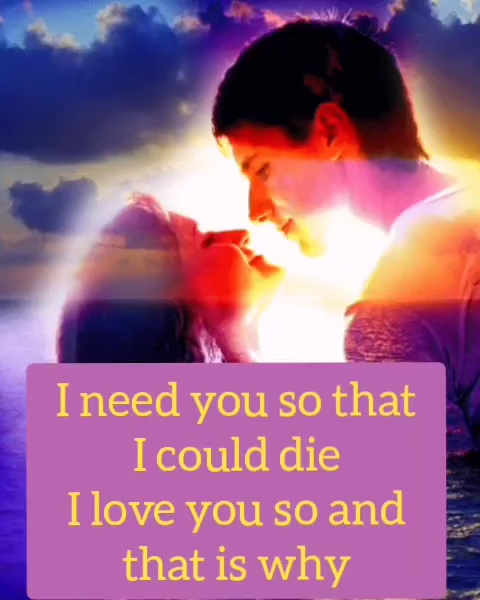 I need you so that
I could die
I love you so and
that is why